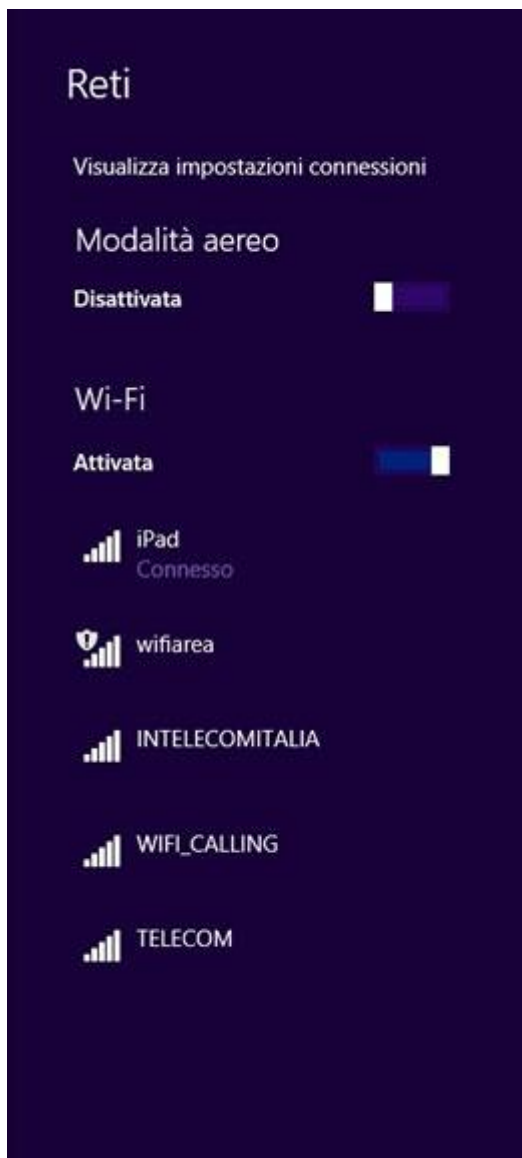 Reti
Visualizza impostazioni connessioni
Modalità aereo
Disattivata
Wi-Fi
Attivata
iPad
Connesso
wifiarea
INTELECOMITALIA
WIFI_CALLING
TELECOM